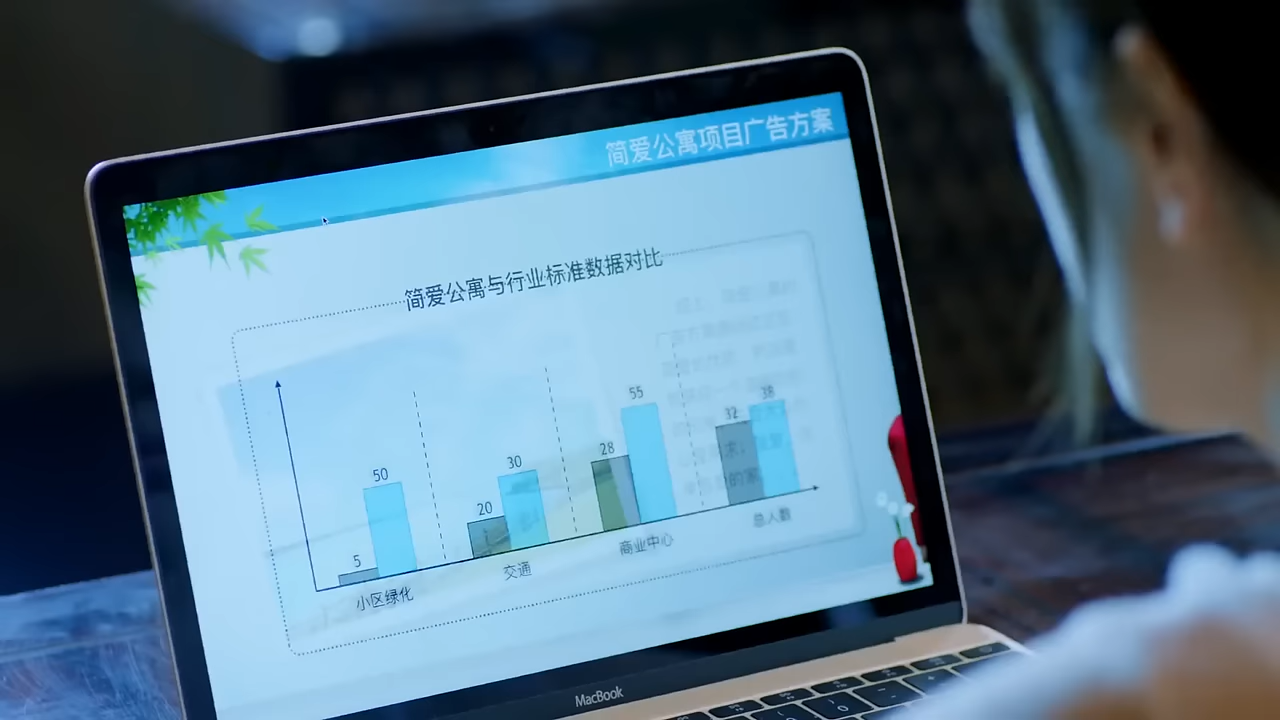 简爱公寓项目广告方案
简爱公寓与行业标准数据对比
5
50
20
30
28
55
32
38
小区绿化
交通
商业中心
总人数
MacBook